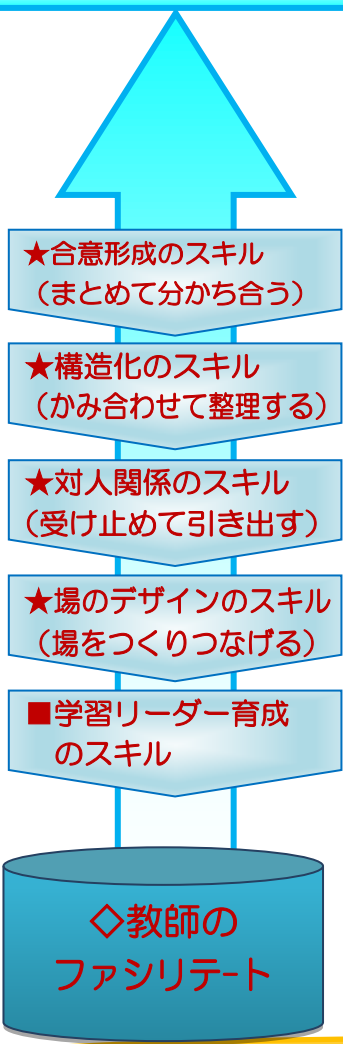 ★合意形成のスキル
（まとめて分かち合う）
★構造化のスキル
（かみ合わせて整理する）
★対人関係のスキル
（受け止めて引き出す）
★場のデザインのスキル
（場をつくりつなげる）
■学習リーダー育成
のスキル
◇教師の
ファシリテｰト